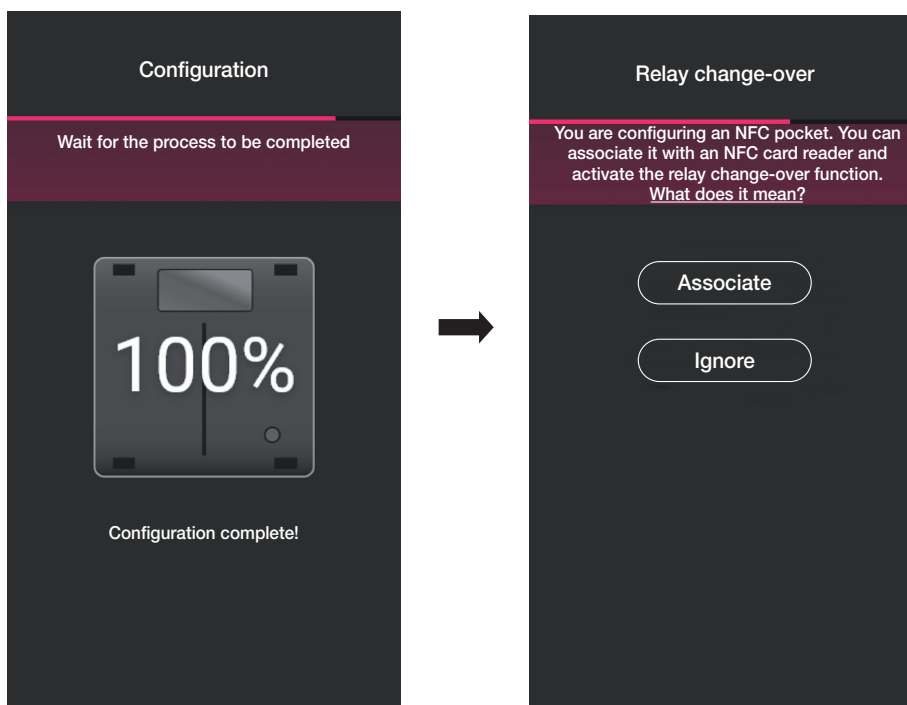 Configuration
Wait for the process to be completed
100%
Configuration complete!
Relay change-over
You are configuring an NFC pocket. You can
associate it with an NFC card reader and
activate the relay change-over function.
What does it mean?
Associate
Ignore